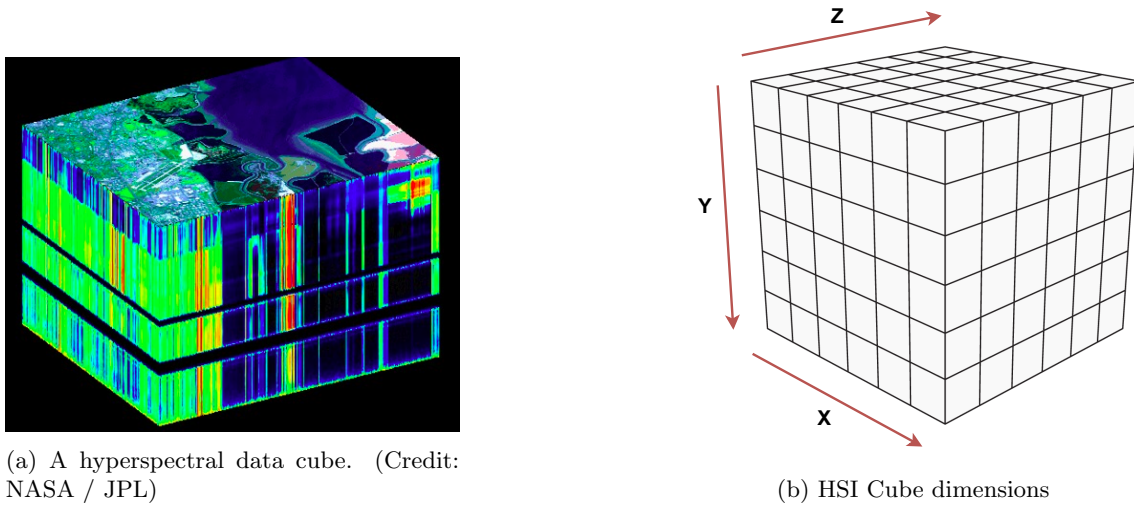 Z
Y
X
(a) A hyperspectral data cube. (Credit:
NASA / JPL)
(b) HSI Cube dimensions